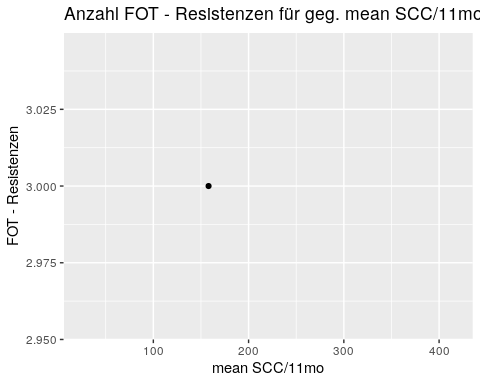 Anzahl FOT - Resistenzen für geg. mean SCC/11mo
FOT - Resistenzen
3.025
3.000
2.975
2.950
100 200 300 400
mean SCC/11mo